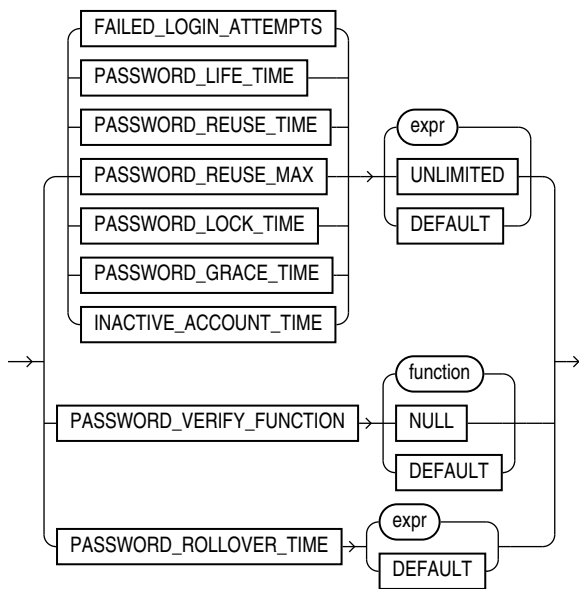 FAILED_LOGIN_ATTEMPTS
PASSWORD_LIFE_TIME
PASSWORD_REUSE_TIME
PASSWORD_REUSE_MAX
PASSWORD_LOCK_TIME
PASSWORD_GRACE_TIME
INACTIVE_ACCOUNT_TIME
expr
UNLIMITED
DEFAULT
PASSWORD_VERIFY_FUNCTION
function
NULL
DEFAULT
PASSWORD_ROLLOVER_TIME
expr
DEFAULT